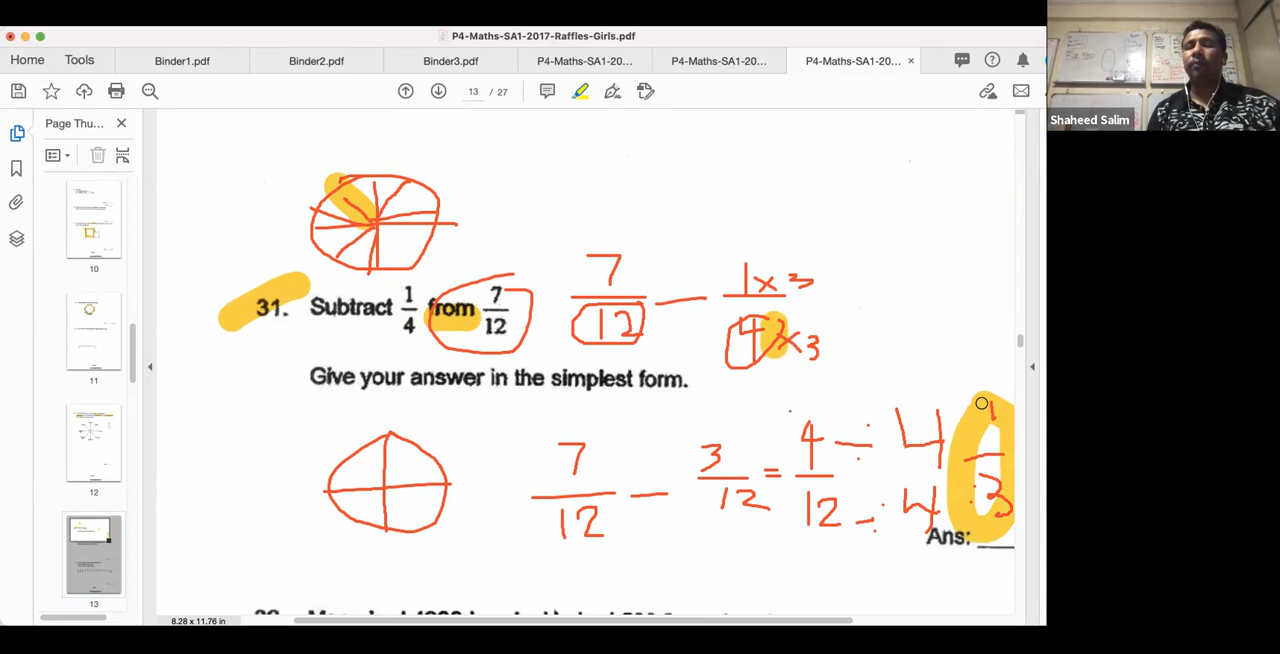 P4-Maths-SA1-2017-Raffles-Girls.pdf
Home Tools Binder1.pdf Binder2.pdf Binder3.pdf P4-Maths-SA1-20... P4-Maths-SA1-20... P4-Maths-SA1-20... ×
13 / 27
Page Thu...
Shaheed Salim
10
11
12
13
7/12 — 1 x 3/4 x 3
31. Subtract 1/4 from 7/12
Give your answer in the simplest form.
7/12 — 3/12 = 4 ÷ 4/12 ÷ 4 1/3
Ans:
8.28 x 11.76 in